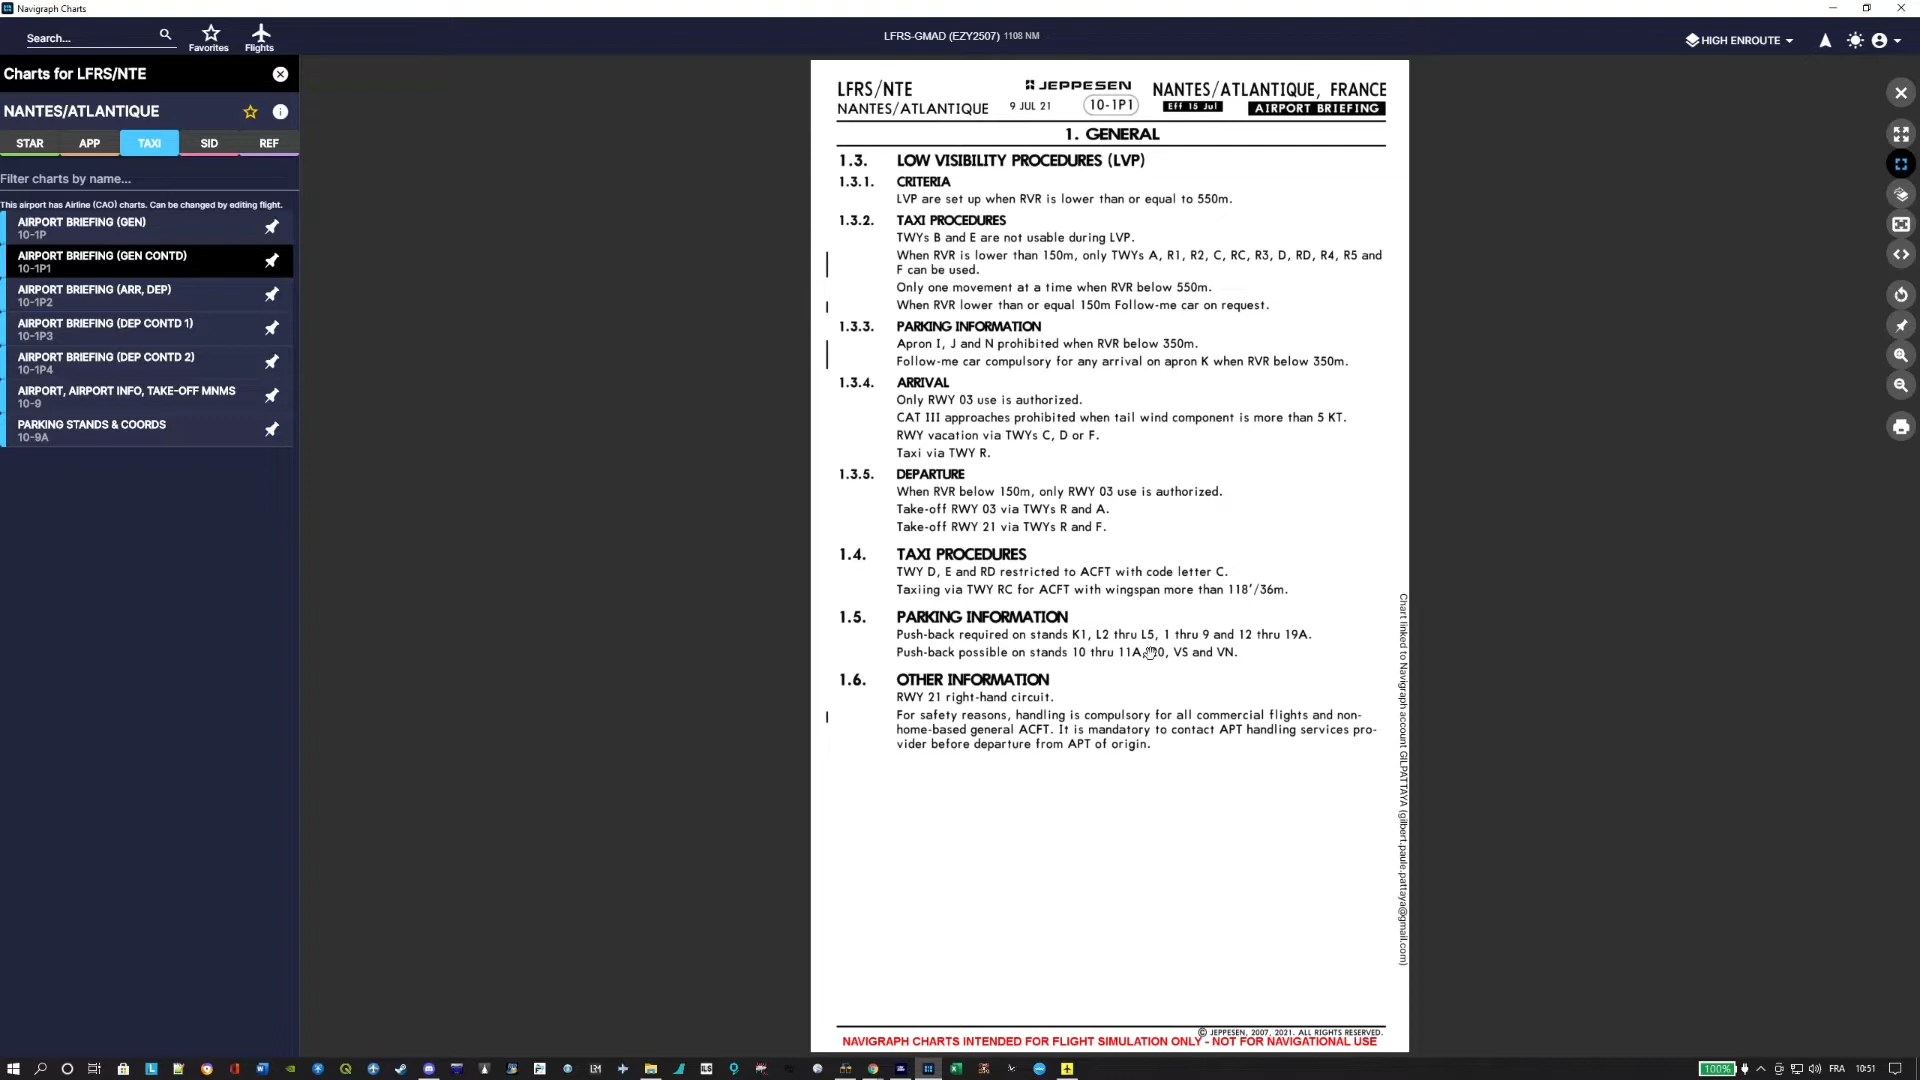 Navigraph Charts
Search...
Favorites
Flights
LFRS-GMAD (EZY2507) 1108 NM
HIGH ENROUTE
Charts for LFRS/NTE
NANTES/ATLANTIQUE
STAR APP TAXI SID REF
Filter charts by name...
This airport has Airline (CAO) charts. Can be changed by editing flight.
AIRPORT BRIEFING (GEN)
10-1P
AIRPORT BRIEFING (GEN CONTD)
10-1P1
AIRPORT BRIEFING (ARR, DEP)
10-1P2
AIRPORT BRIEFING (DEP CONTD 1)
10-1P3
AIRPORT BRIEFING (DEP CONTD 2)
10-1P4
AIRPORT, AIRPORT INFO, TAKE-OFF MNMS
10-9
PARKING STANDS & COORDS
10-9A
LFRS/NTE JEPPESEN NANTES/ATLANTIQUE, FRANCE
NANTES/ATLANTIQUE 9 JUL 21 10-1P1 Eff 15 Jul AIRPORT BRIEFING
1. GENERAL
1.3. LOW VISIBILITY PROCEDURES (LVP)
1.3.1. CRITERIA
LVP are set up when RVR is lower than or equal to 550m.
1.3.2. TAXI PROCEDURES
TWYs B and E are not usable during LVP.
When RVR is lower than 150m, only TWYs A, R1, R2, C, RC, R3, D, RD, R4, R5 and
F can be used.
Only one movement at a time when RVR below 550m.
When RVR lower than or equal 150m Follow-me car on request.
1.3.3. PARKING INFORMATION
Apron I, J and N prohibited when RVR below 350m.
Follow-me car compulsory for any arrival on apron K when RVR below 350m.
1.3.4. ARRIVAL
Only RWY 03 use is authorized.
CAT III approaches prohibited when tail wind component is more than 5 KT.
RWY vacation via TWYs C, D or F.
Taxi via TWY R.
1.3.5. DEPARTURE
When RVR below 150m, only RWY 03 use is authorized.
Take-off RWY 03 via TWYs R and A.
Take-off RWY 21 via TWYs R and F.
1.4. TAXI PROCEDURES
TWY D, E and RD restricted to ACFT with code letter C.
Taxiing via TWY RC for ACFT with wingspan more than 118'/36m.
1.5. PARKING INFORMATION
Push-back required on stands K1, L2 thru L5, 1 thru 9 and 12 thru 19A.
Push-back possible on stands 10 thru 11A, VS and VN.
1.6. OTHER INFORMATION
RWY 21 right-hand circuit.
For safety reasons, handling is compulsory for all commercial flights and non-
home-based general ACFT. It is mandatory to contact APT handling services pro-
vider before departure from APT of origin.
Chart linked to Navigraph account GILPATTAYA (gilbert.paule.pattaya@gmail.com)
© JEPPESEN, 2007, 2021. ALL RIGHTS RESERVED.
NAVIGRAPH CHARTS INTENDED FOR FLIGHT SIMULATION ONLY - NOT FOR NAVIGATIONAL USE
100% FRA 10:51